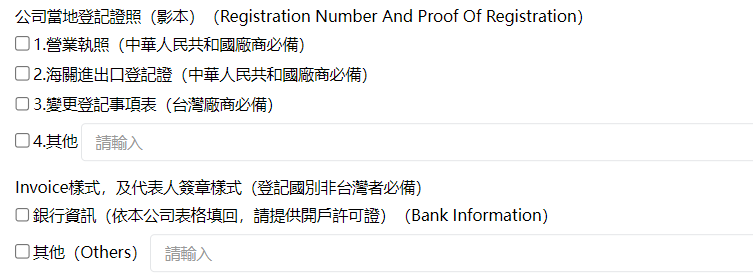 公司當地登記證照（影本）（Registration Number And Proof Of Registration）
1.營業執照（中華人民共和國廠商必備）
2.海關進出口登記證（中華人民共和國廠商必備）
3.變更登記事項表（台灣廠商必備）
4.其他 請輸入
Invoice樣式，及代表人簽章樣式（登記國別非台灣者必備）
銀行資訊（依本公司表格填回，請提供開戶許可證）（Bank Information）
其他（Others） 請輸入